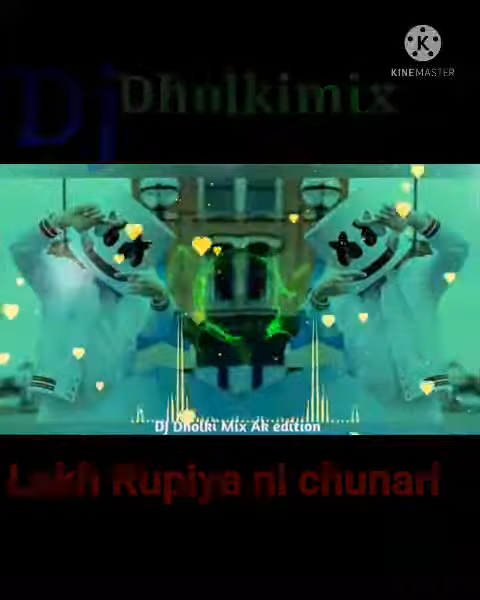 KINEMASTER
Dj Dholkimix
Dj Dholki Mix Ak edition
Lakh Rupiya ni chunari